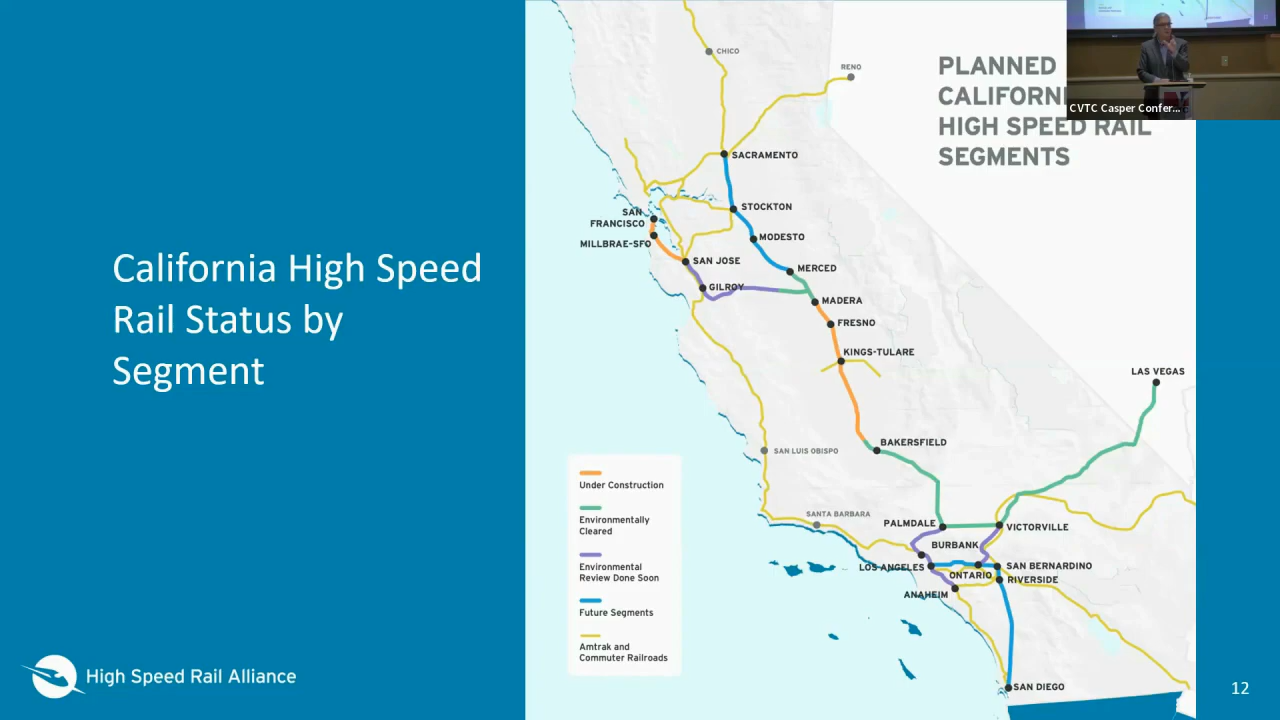 California High Speed
Rail Status by
Segment
High Speed Rail Alliance
PLANNED
HIGH SPEED RAIL
SEGMENTS
CVTC Casper Confer...
CHICO
RENO
SACRAMENTO
STOCKTON
SAN
FRANCISCO
MODESTO
MILLBRAE-SFO
SAN JOSE
MERCED
GILROY
MADERA
FRESNO
KINGS-TULARE
LAS VEGAS
BAKERSFIELD
SAN LUIS OBISPO
SANTA BARBARA
PALMDALE
VICTORVILLE
BURBANK
LOS ANGELES
SAN BERNARDINO
ONTARIO
RIVERSIDE
ANAHEIM
SAN DIEGO
Under Construction
Environmentally
Cleared
Environmental
Review Done Soon
Future Segments
Amtrak and
Commuter Railroads
12